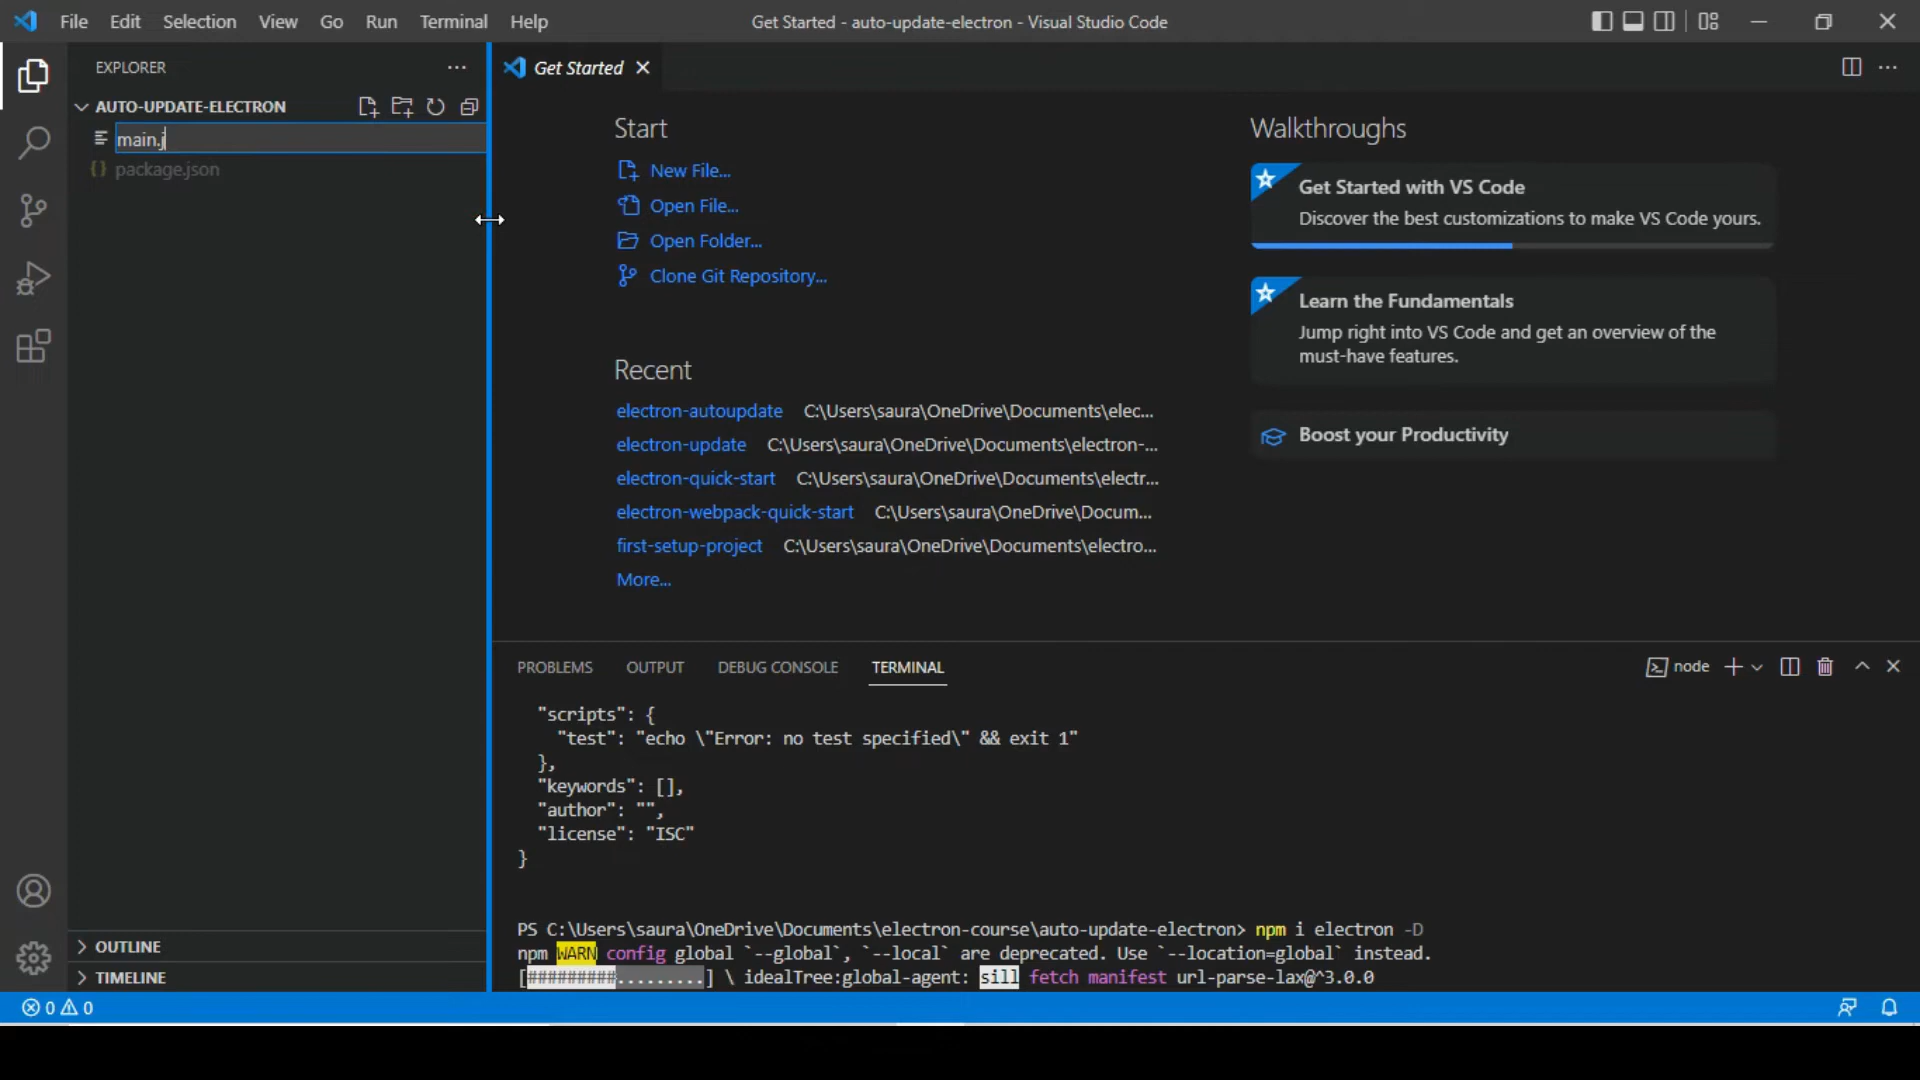 File Edit Selection View Go Run Terminal Help
Get Started - auto-update-electron - Visual Studio Code
EXPLORER
AUTO-UPDATE-ELECTRON
main.j
package.json
OUTLINE
TIMELINE
Get Started
Start
New File...
Open File...
Open Folder...
Clone Git Repository...
Recent
electron-autoupdate C:\Users\saura\OneDrive\Documents\elec...
electron-update C:\Users\saura\OneDrive\Documents\electron-...
electron-quick-start C:\Users\saura\OneDrive\Documents\electr...
electron-webpack-quick-start C:\Users\saura\OneDrive\Docum...
first-setup-project C:\Users\saura\OneDrive\Documents\electro...
More...
Walkthroughs
Get Started with VS Code
Discover the best customizations to make VS Code yours.
Learn the Fundamentals
Jump right into VS Code and get an overview of the
must-have features.
Boost your Productivity
PROBLEMS OUTPUT DEBUG CONSOLE TERMINAL
node
"scripts": {
"test": "echo \"Error: no test specified\" && exit 1"
},
"keywords": [],
"author": "",
"license": "ISC"
}
PS C:\Users\saura\OneDrive\Documents\electron-course\auto-update-electron> npm i electron -D
npm WARN config global `--global`, `--local` are deprecated. Use `--location=global` instead.
[#########.........] \ idealTree:global-agent: sill fetch manifest url-parse-lax@^3.0.0
0 0